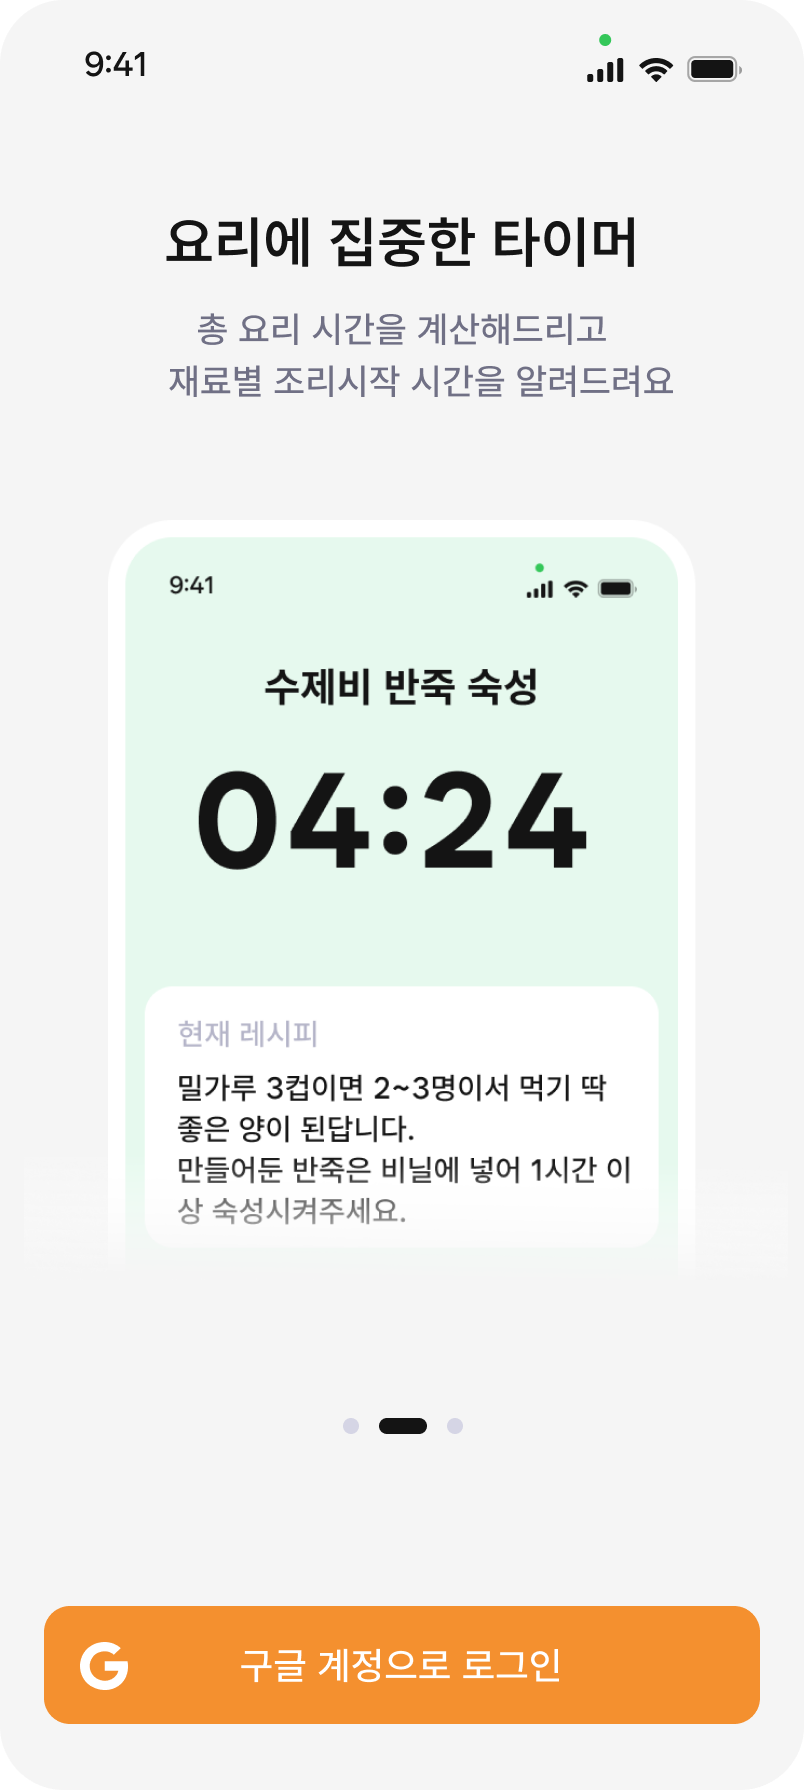 9:41
요리에 집중한 타이머
총 요리 시간을 계산해드리고
재료별 조리시작 시간을 알려드려요
9:41
수제비 반죽 숙성
04:24
현재 레시피
밀가루 3컵이면 2~3명이서 먹기 딱
좋은 양이 된답니다.
만들어둔 반죽은 비닐에 넣어 1시간 이
상 숙성시켜주세요.
G 구글 계정으로 로그인